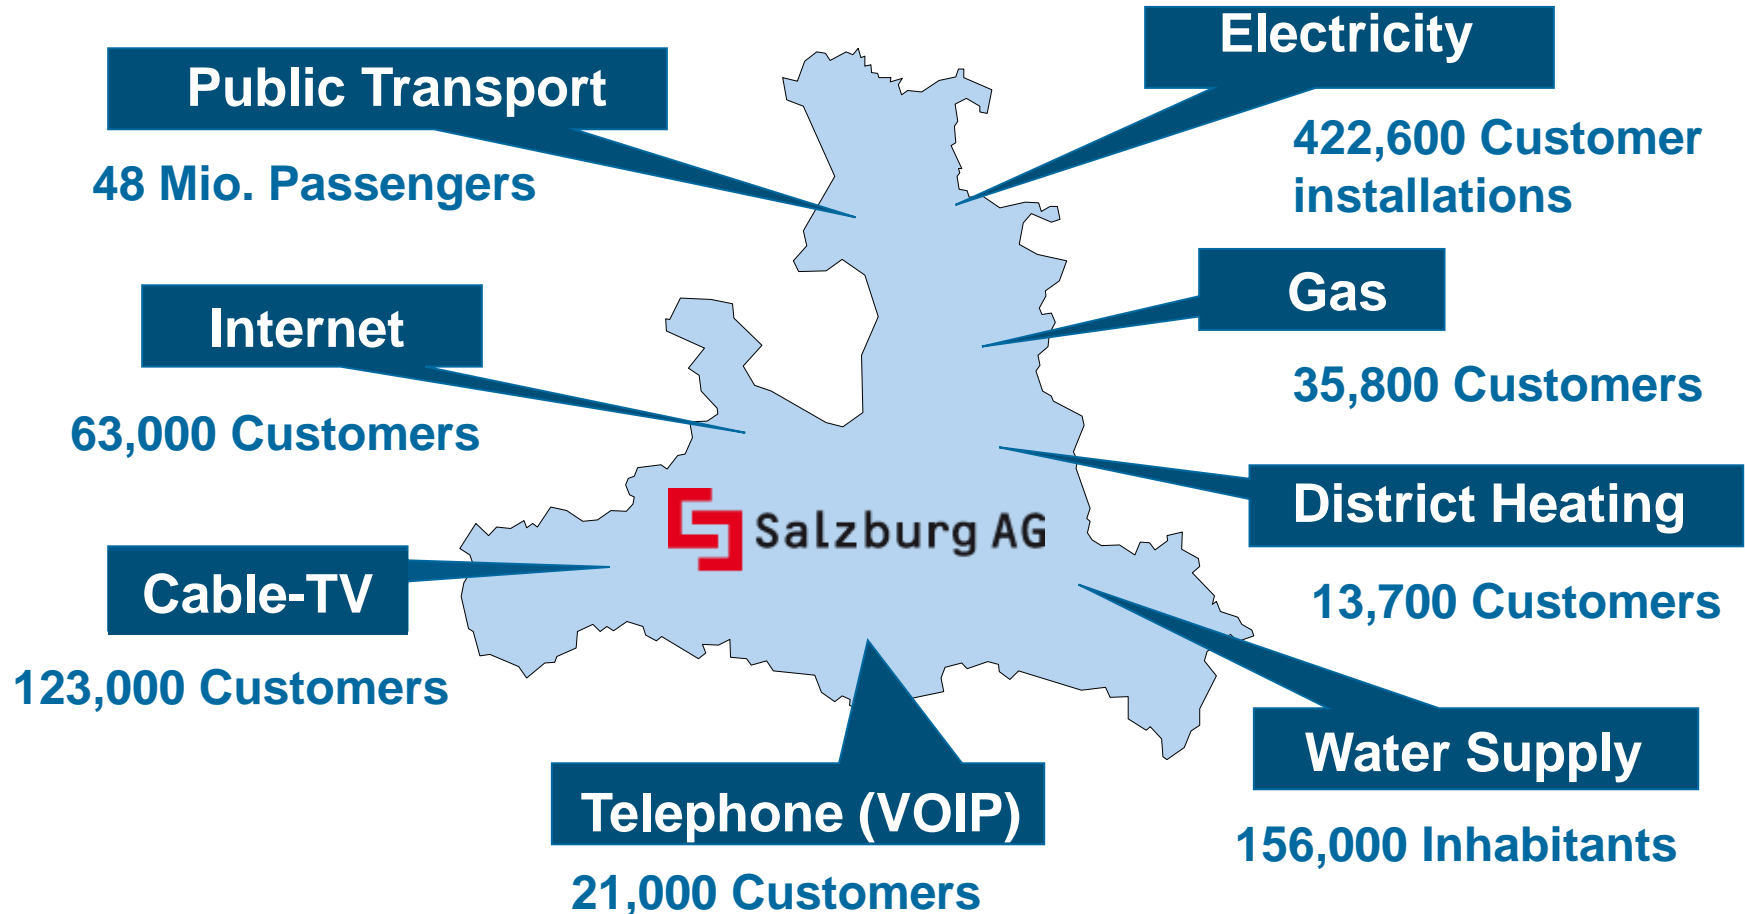 Public Transport
48 Mio. Passengers
Electricity
422,600 Customer
installations
Internet
63,000 Customers
Gas
35,800 Customers
District Heating
13,700 Customers
Salzburg AG
Cable-TV
123,000 Customers
Telephone (VOIP)
21,000 Customers
Water Supply
156,000 Inhabitants